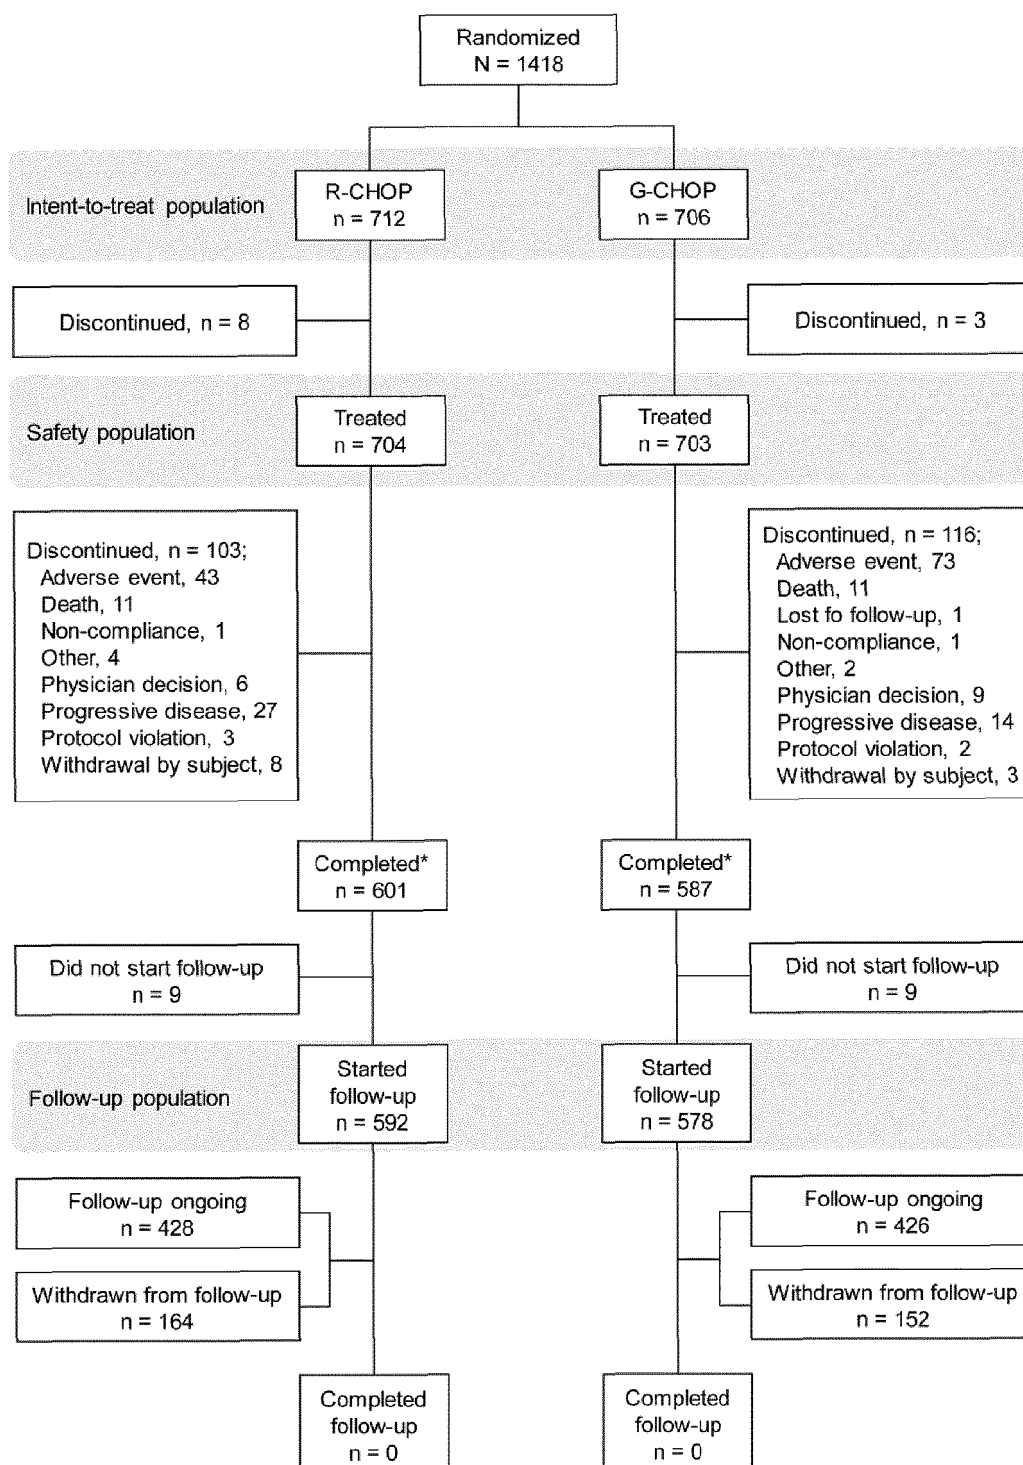 Randomized
N = 1418
Intent-to-treat population
R-CHOP
n = 712
G-CHOP
n = 706
Discontinued, n = 8
Discontinued, n = 3
Safety population
Treated
n = 704
Treated
n = 703
Discontinued, n = 103;
Adverse event, 43
Death, 11
Non-compliance, 1
Other, 4
Physician decision, 6
Progressive disease, 27
Protocol violation, 3
Withdrawal by subject, 8
Discontinued, n = 116;
Adverse event, 73
Death, 11
Lost fo follow-up, 1
Non-compliance, 1
Other, 2
Physician decision, 9
Progressive disease, 14
Protocol violation, 2
Withdrawal by subject, 3
Completed*
n = 601
Completed*
n = 587
Did not start follow-up
n = 9
Did not start follow-up
n = 9
Follow-up population
Started
follow-up
n = 592
Started
follow-up
n = 578
Follow-up ongoing
n = 428
Follow-up ongoing
n = 426
Withdrawn from follow-up
n = 164
Withdrawn from follow-up
n = 152
Completed
follow-up
n = 0
Completed
follow-up
n = 0